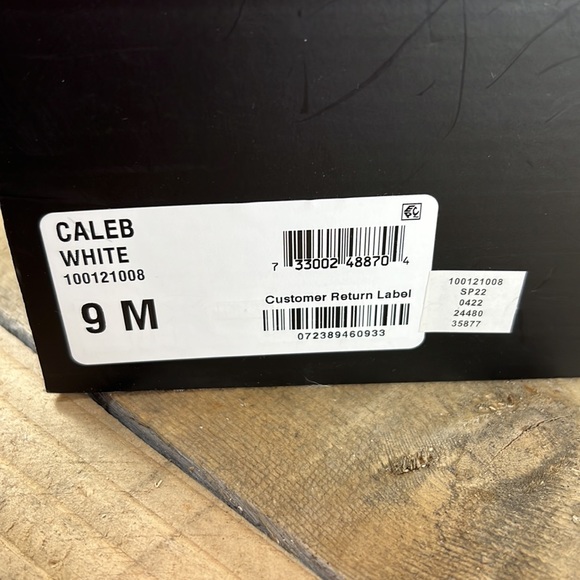 CALEB
WHITE
100121008
9 M
7 33002 48870 4
Customer Return Label
072389460933
100121008
SP22
0422
24480
35877